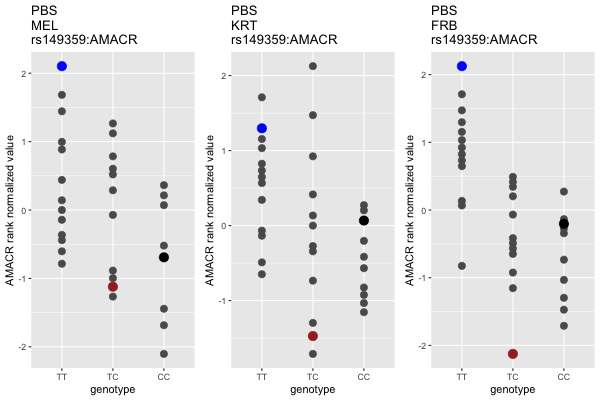 PBS
MEL
rs149359:AMACR
AMACR rank normalized value
2
1
0
-1
-2
TT TC CC
genotype
PBS
KRT
rs149359:AMACR
AMACR rank normalized value
2
1
0
-1
TT TC CC
genotype
PBS
FRB
rs149359:AMACR
AMACR rank normalized value
2
1
0
-1
-2
TT TC CC
genotype